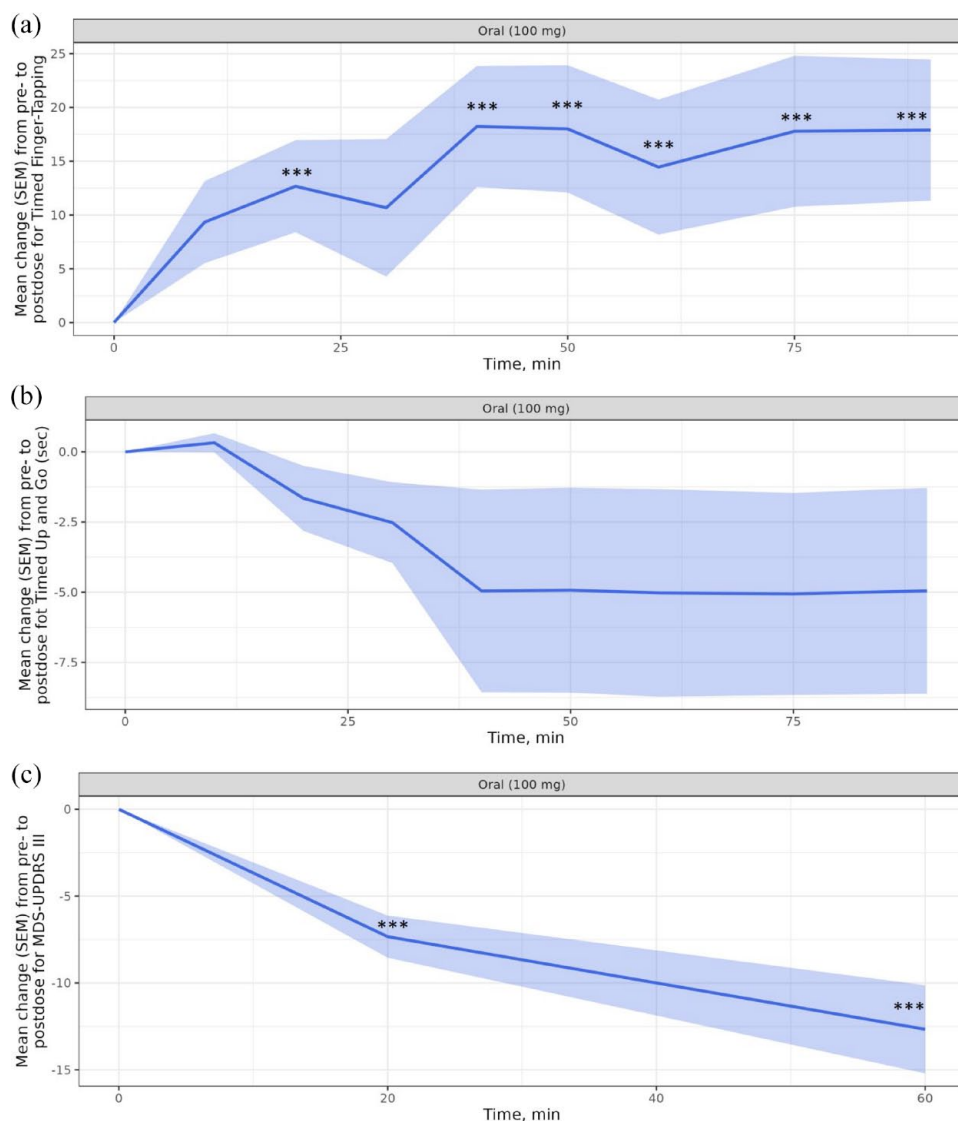 (a)
Oral (100 mg)
Mean change (SEM) from pre- to
postdose for Timed Finger-Tapping
25
20
15
10
5
0
***
***
***
***
***
***
0
25
50
75
Time, min
(b)
Oral (100 mg)
Mean change (SEM) from pre- to
postdose fot Timed Up and Go (sec)
0.0
-2.5
-5.0
-7.5
0
25
50
75
Time, min
(c)
Oral (100 mg)
Mean change (SEM) from pre- to
postdose for MDS-UPDRS III
0
-5
-10
-15
***
***
0
20
40
60
Time, min